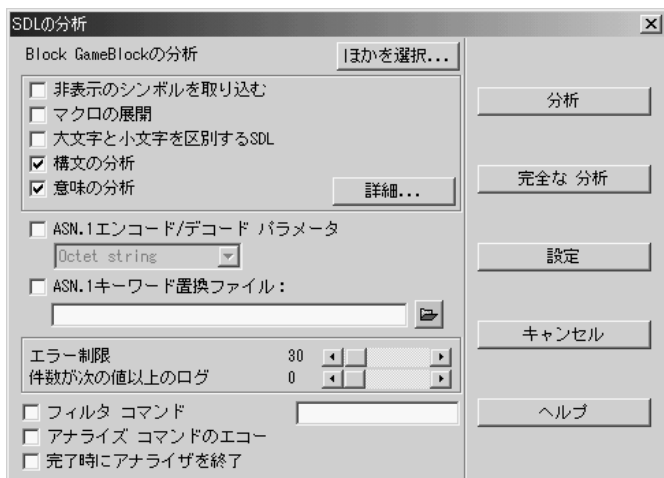 SDLの分析
Block GameBlockの分析
ほかを選択...
非表示のシンボルを取り込む
マクロの展開
大文字と小文字を区別するSDL
構文の分析
意味の分析
詳細...
ASN.1エンコード/デコード パラメータ
Octet string
ASN.1キーワード置換ファイル：
エラー制限 30
件数が次の値以上のログ 0
フィルタ コマンド
アナライズ コマンドのエコー
完了時にアナライザを終了
分析
完全な 分析
設定
キャンセル
ヘルプ